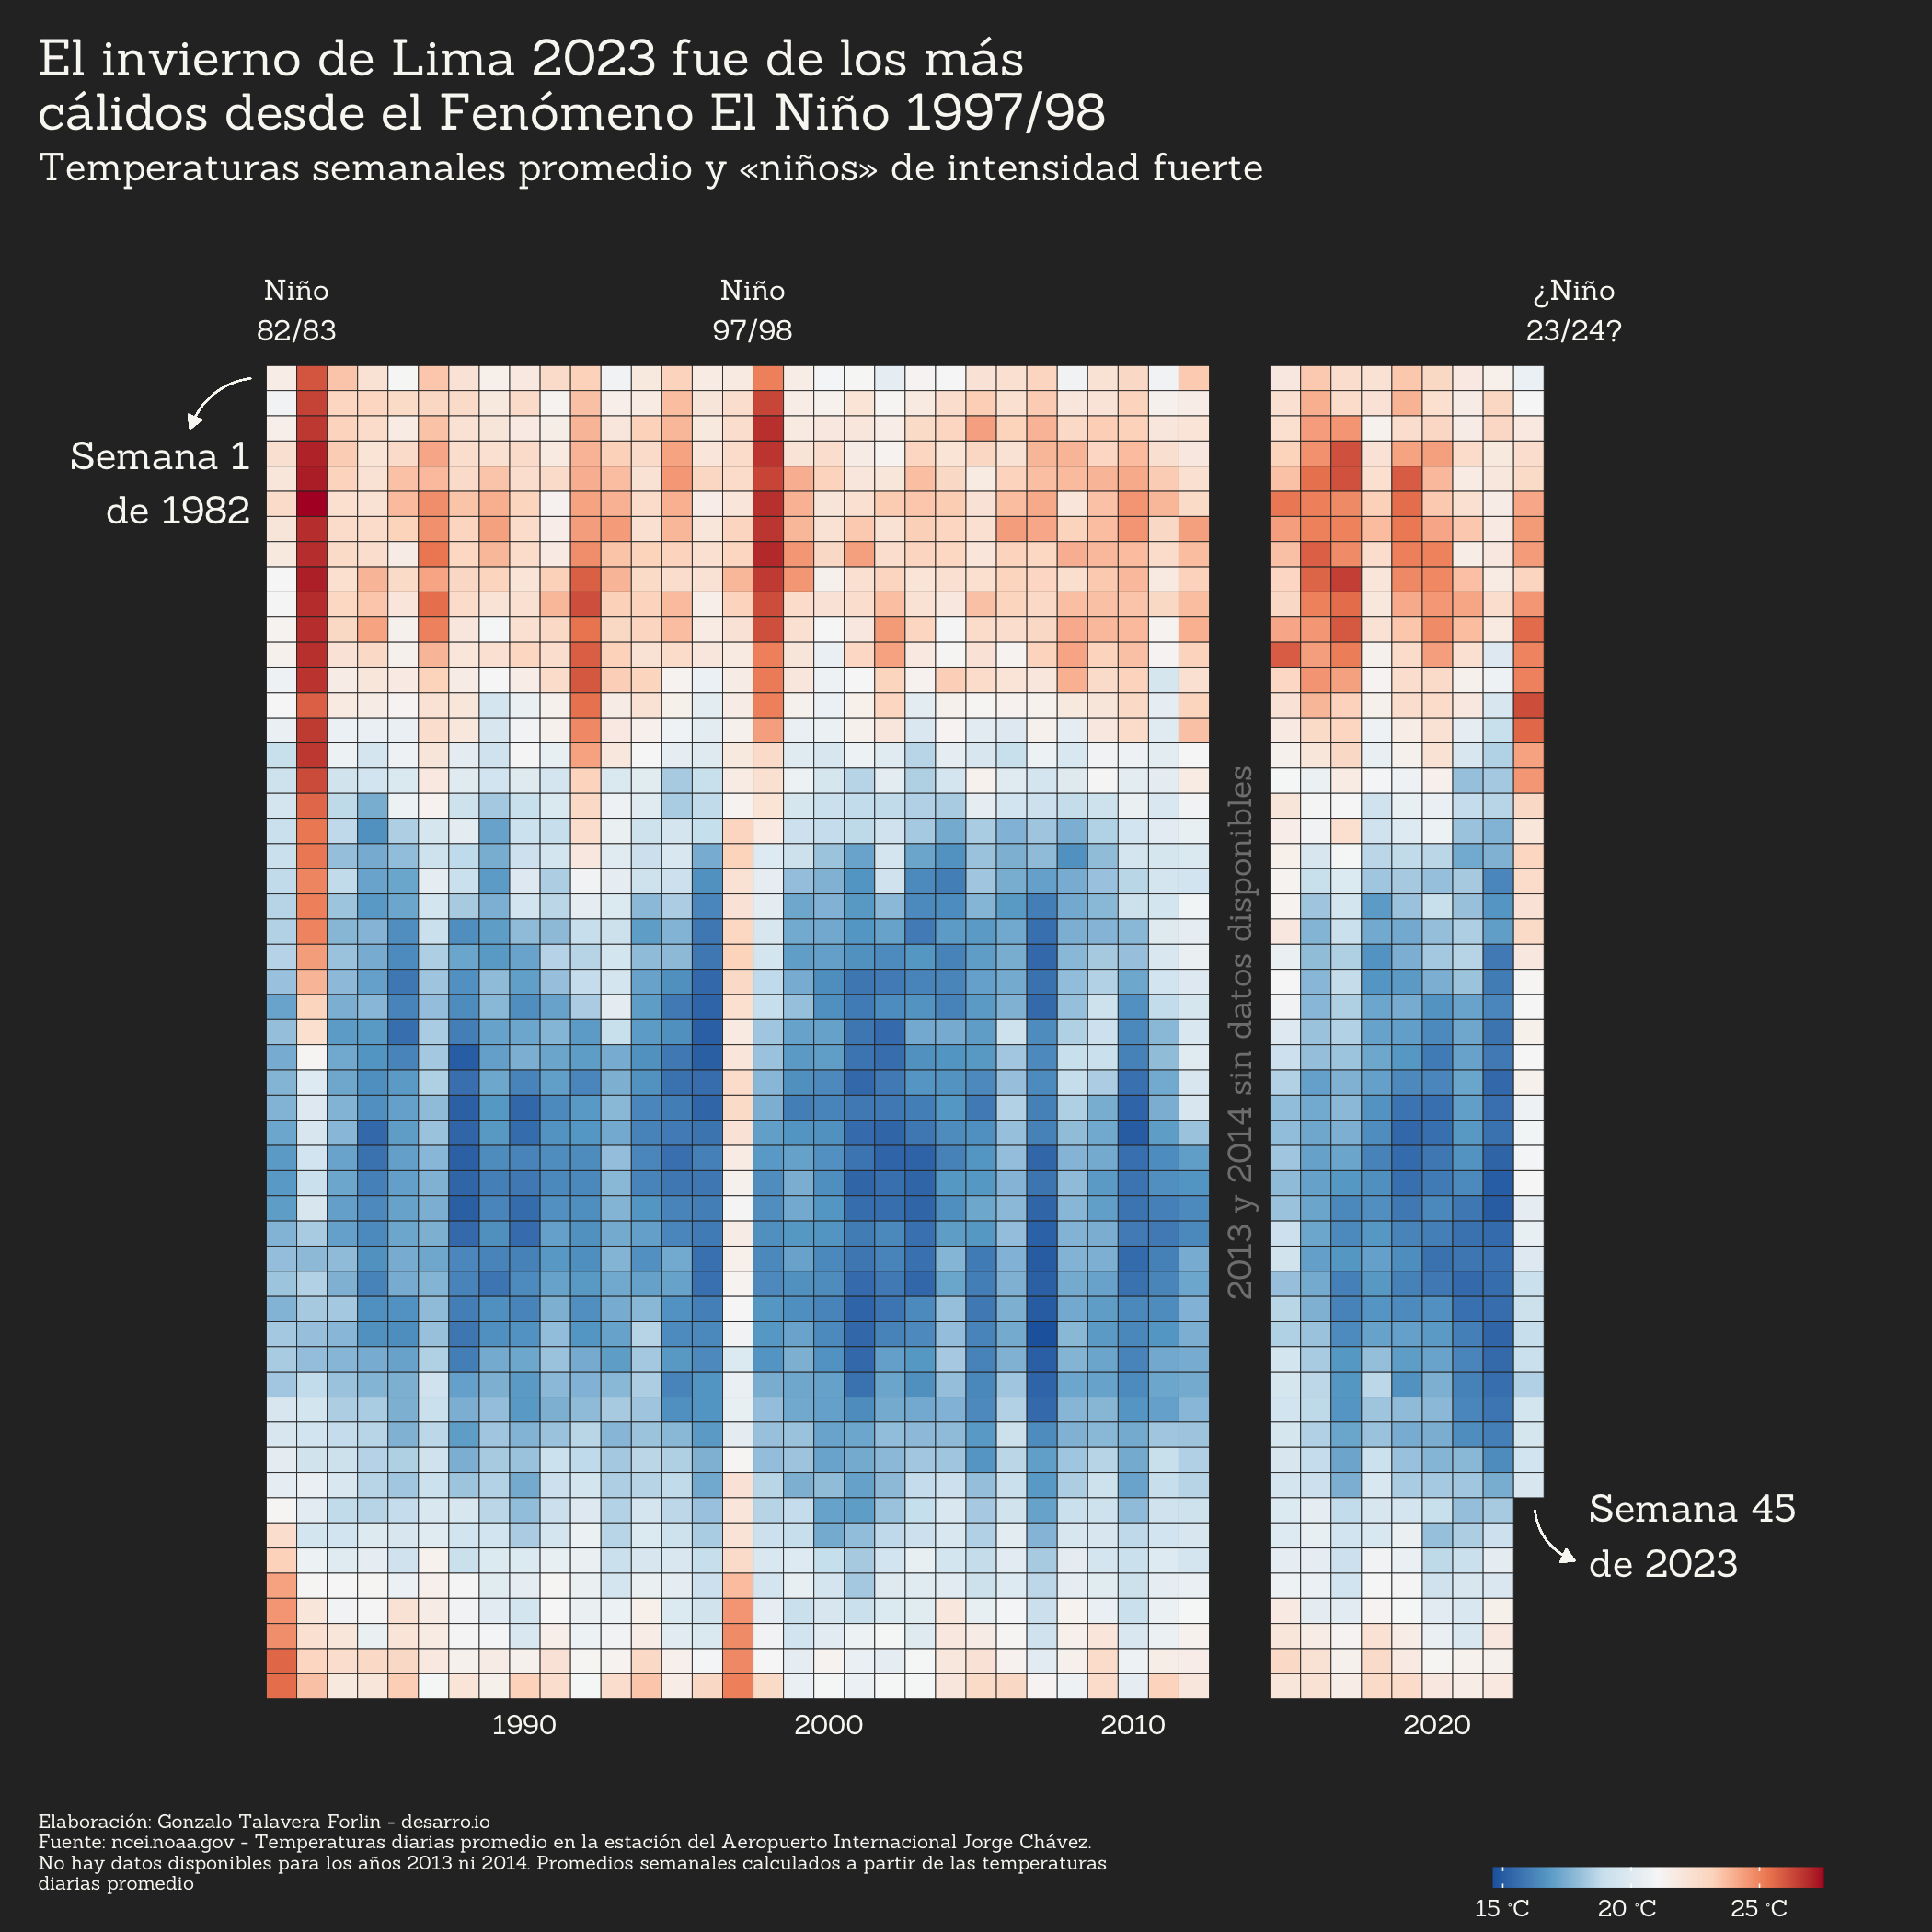 El invierno de Lima 2023 fue de los más
cálidos desde el Fenómeno El Niño 1997/98
Temperaturas semanales promedio y «niños» de intensidad fuerte
Niño
82/83
Niño
97/98
¿Niño
23/24?
Semana 1
de 1982
2013 y 2014 sin datos disponibles
Semana 45
de 2023
1990
2000
2010
2020
Elaboración: Gonzalo Talavera Forlin - desarro.io
Fuente: ncei.noaa.gov - Temperaturas diarias promedio en la estación del Aeropuerto Internacional Jorge Chávez.
No hay datos disponibles para los años 2013 ni 2014. Promedios semanales calculados a partir de las temperaturas
diarias promedio
15 °C
20 °C
25 °C